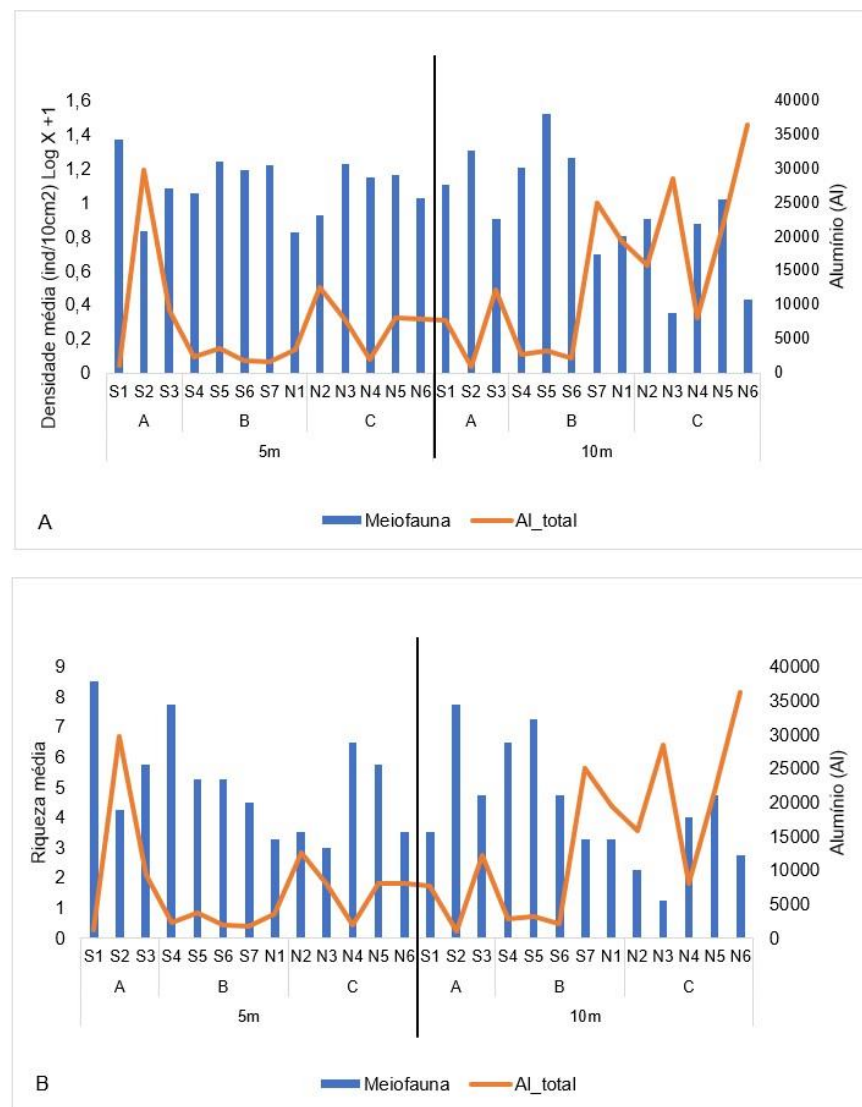 Densidade média (ind/10cm2) Log X +1
1,6
1,4
1,2
1
0,8
0,6
0,4
0,2
0
40000
35000
30000
25000
20000
15000
10000
5000
0
Alumínio (Al)
S1 S2 S3 S4 S5 S6 S7 N1 N2 N3 N4 N5 N6 S1 S2 S3 S4 S5 S6 S7 N1 N2 N3 N4 N5 N6
A B C A B C
5m 10m
A
Meiofauna Al_total
Riqueza média
9
8
7
6
5
4
3
2
1
0
40000
35000
30000
25000
20000
15000
10000
5000
0
Alumínio (Al)
S1 S2 S3 S4 S5 S6 S7 N1 N2 N3 N4 N5 N6 S1 S2 S3 S4 S5 S6 S7 N1 N2 N3 N4 N5 N6
A B C A B C
5m 10m
B
Meiofauna Al_total